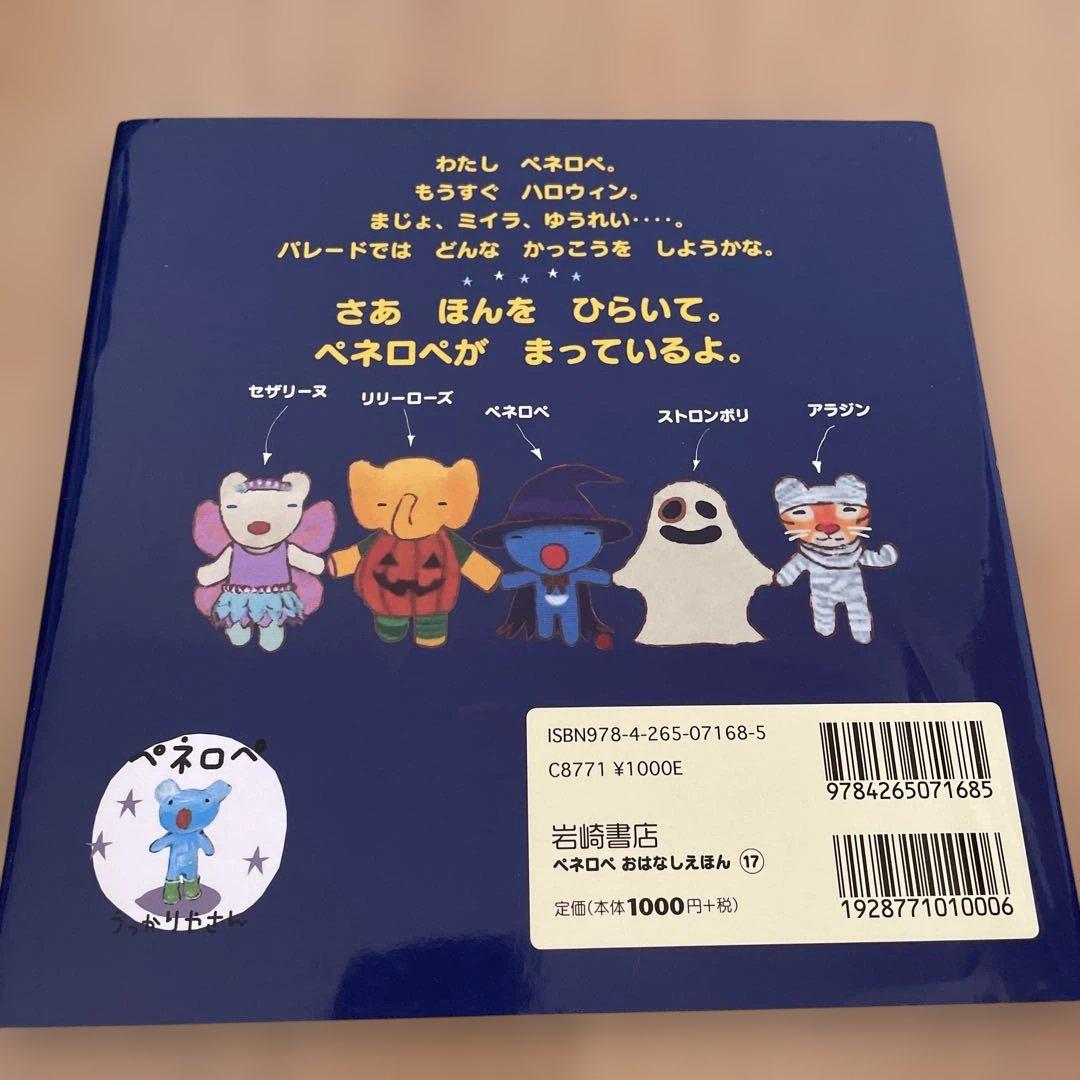 わたし ペネロペ。
もうすぐ ハロウィン。
まじょ、ミイラ、ゆうれい‥‥。
パレードでは どんな かっこうを しようかな。
さあ ほんを ひらいて。
ペネロペが まっているよ。
セザリーヌ
リリーローズ
ペネロペ
ストロンボリ
アラジン
ペネロペ
うっかりやさん
ISBN978-4-265-07168-5
C8771 ¥1000E
9784265071685
岩崎書店
ペネロペ おはなしえほん ⑰
定価(本体1000円+税)
1928771010006